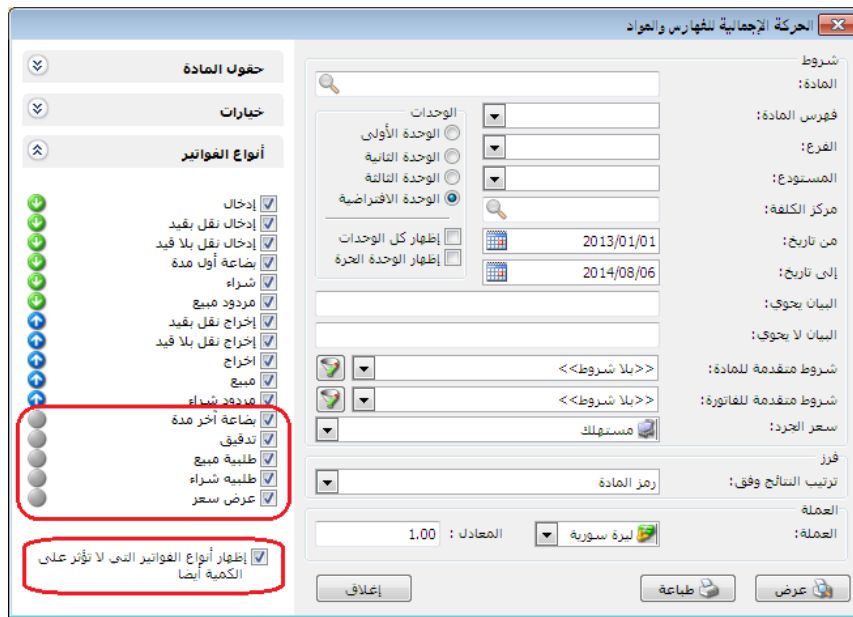 الحركة الإجمالية للفهارس والمواد
شروط
المادة:
فهرس المادة:
الفرع:
المستودع:
مركز الكلفة:
من تاريخ:
2013/01/01
إلى تاريخ:
2014/08/06
الوحدات
الوحدة الأولى
الوحدة الثانية
الوحدة الثالثة
الوحدة الافتراضية
إظهار كل الوحدات
إظهار الوحدة الحرة
البيان يحوي:
البيان لا يحوي:
شروط متقدمة للمادة:
<<بلا شروط>>
شروط متقدمة للفاتورة:
<<بلا شروط>>
سعر الجرد:
مستهلك
فرز
ترتيب النتائج وفق:
رمز المادة
العملة
العملة:
ليرة سورية
المعادل :
1.00
عرض
طباعة
إغلاق
حقول المادة
خيارات
أنواع الفواتير
إدخال
إدخال نقل بقيد
إدخال نقل بلا قيد
بضاعة أول مدة
شراء
مردود مبيع
إخراج نقل بقيد
إخراج نقل بلا قيد
اخراج
مبيع
مردود شراء
بضاعة آخر مدة
تدقيق
طلبية مبيع
طلبيه شراء
عرض سعر
إظهار أنواع الفواتير التي لا تؤثر على
الكمية أيضا